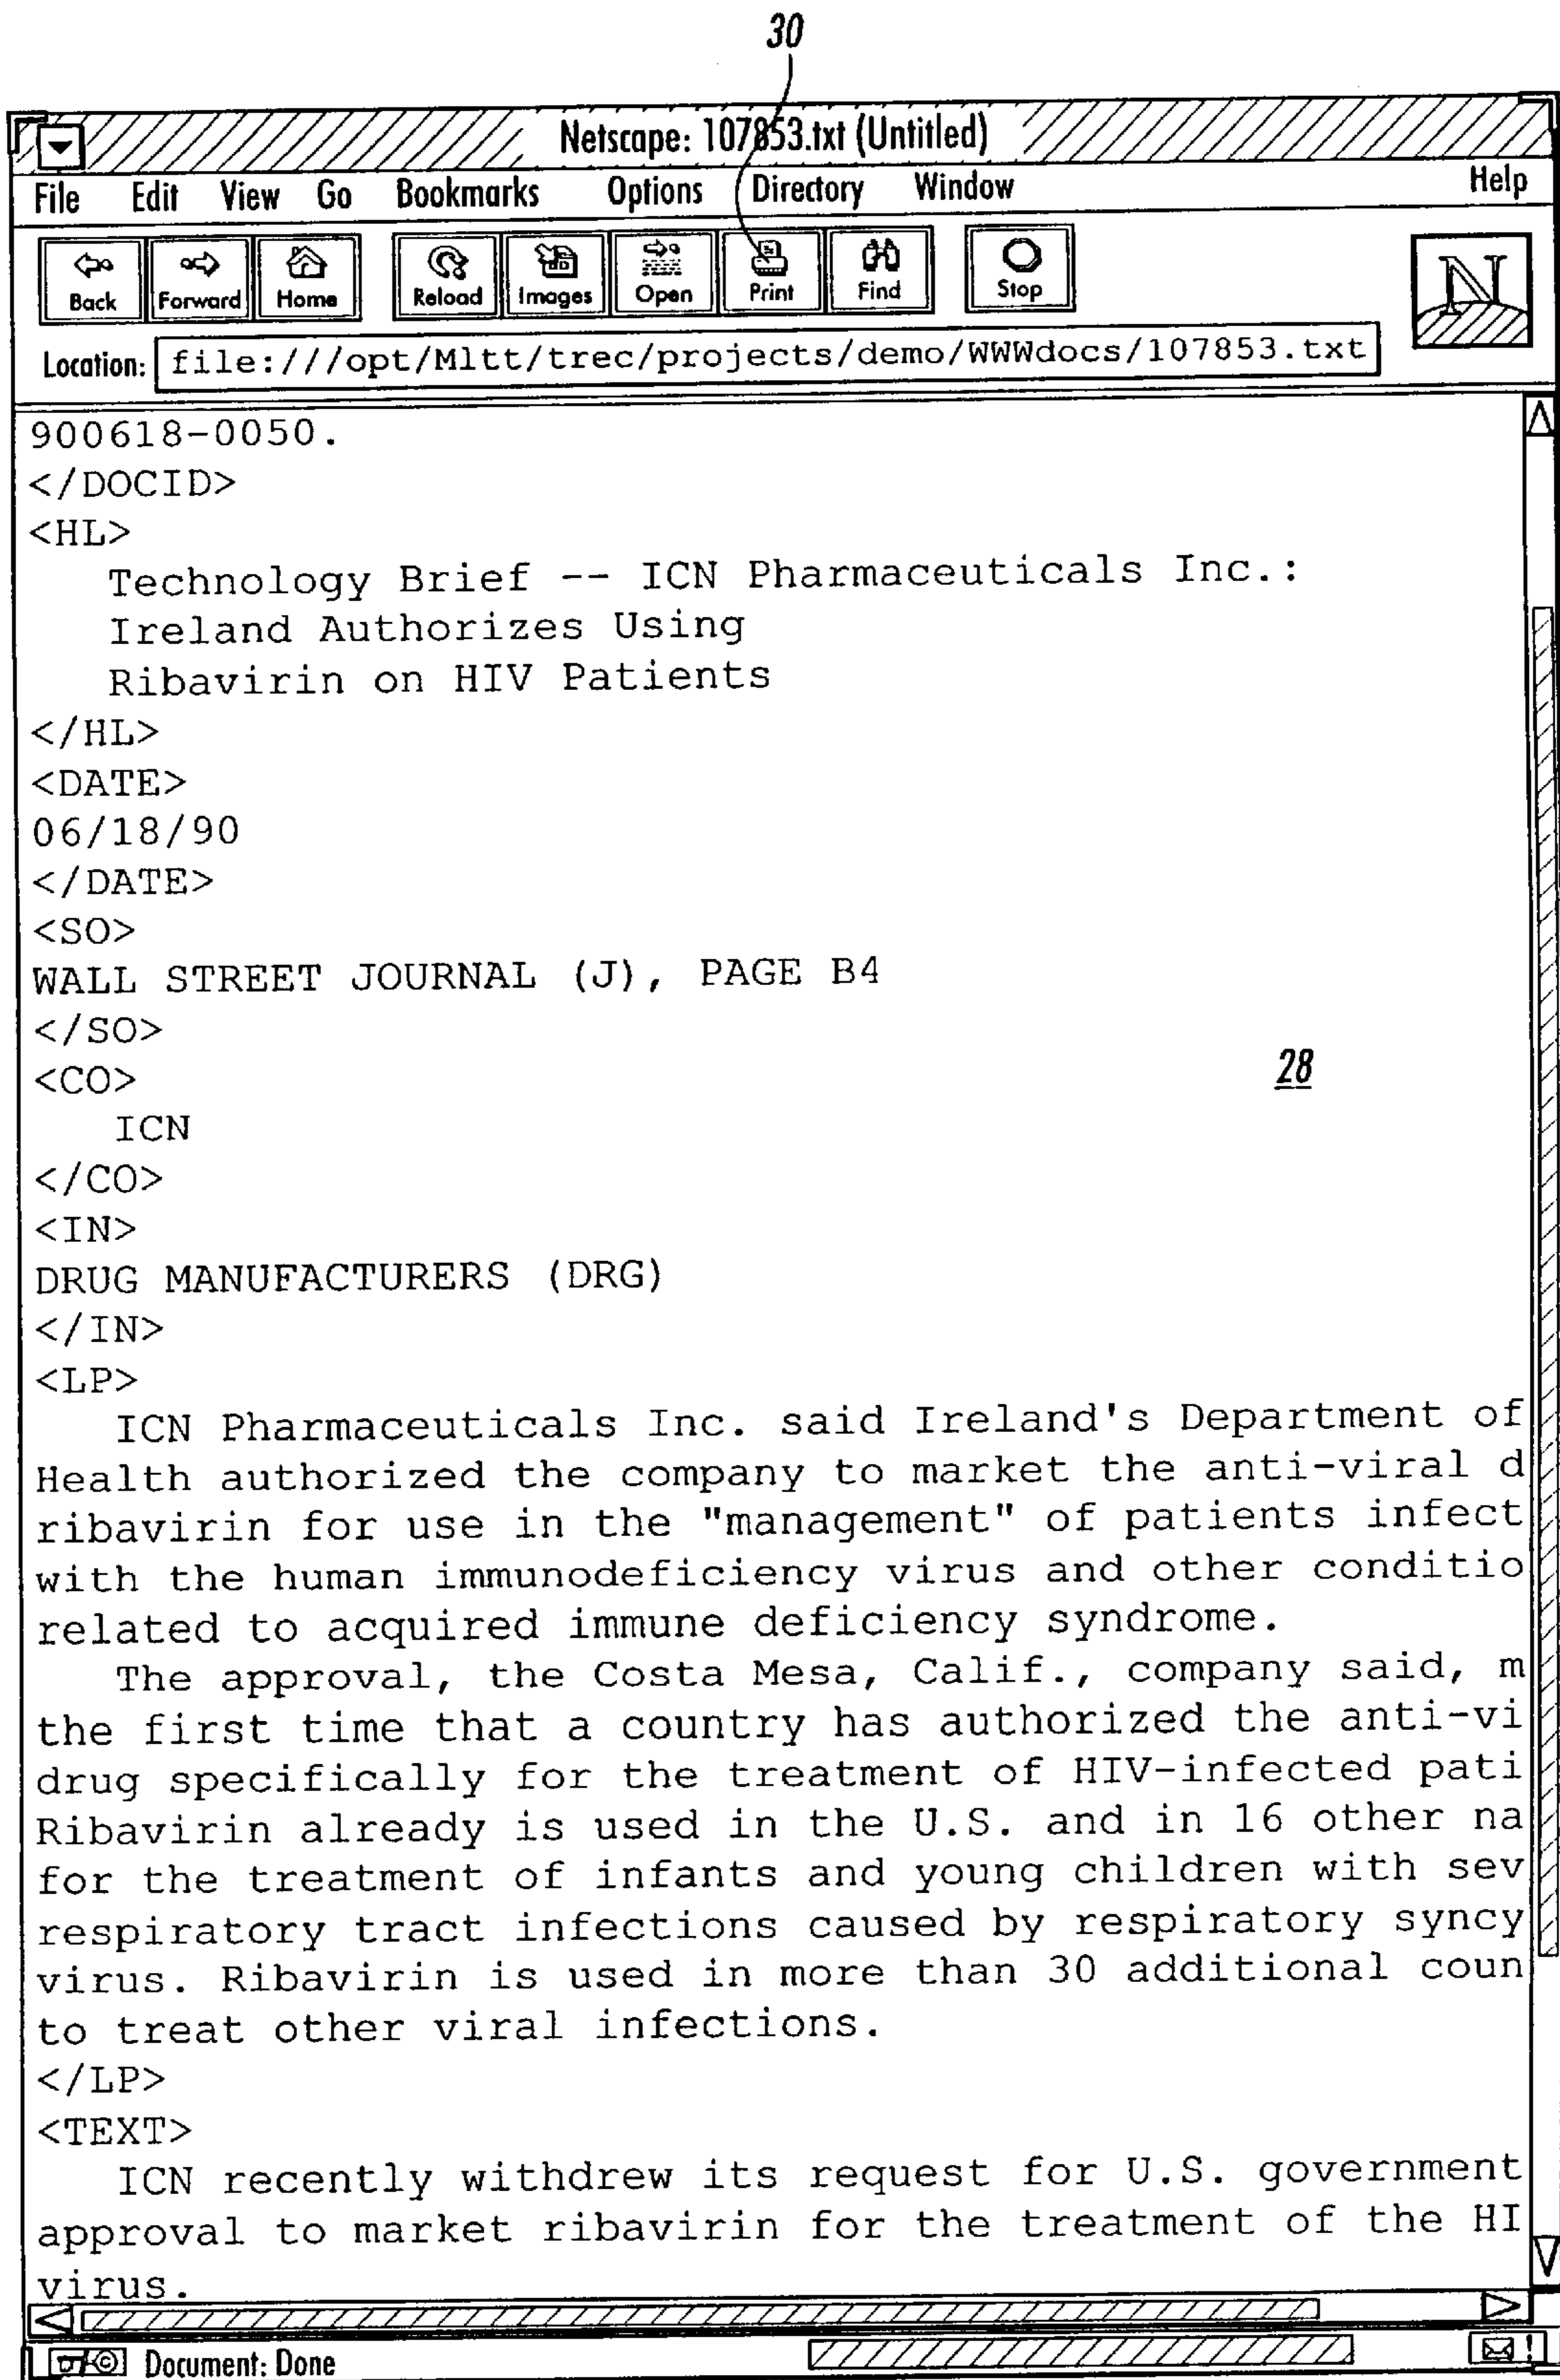 30
Netscape: 107853.txt (Untitled)
File Edit View Go Bookmarks Options Directory Window Help
Back Forward Home Reload Images Open Print Find Stop
N
Location: file:///opt/Mltt/trec/projects/demo/WWWdocs/107853.txt
900618-0050.
</DOCID>
<HL>
Technology Brief -- ICN Pharmaceuticals Inc.:
Ireland Authorizes Using
Ribavirin on HIV Patients
</HL>
<DATE>
06/18/90
</DATE>
<SO>
WALL STREET JOURNAL (J), PAGE B4
</SO>
28
<CO>
ICN
</CO>
<IN>
DRUG MANUFACTURERS (DRG)
</IN>
<LP>
ICN Pharmaceuticals Inc. said Ireland's Department of
Health authorized the company to market the anti-viral d
ribavirin for use in the "management" of patients infect
with the human immunodeficiency virus and other conditio
related to acquired immune deficiency syndrome.
The approval, the Costa Mesa, Calif., company said, m
the first time that a country has authorized the anti-vi
drug specifically for the treatment of HIV-infected pati
Ribavirin already is used in the U.S. and in 16 other na
for the treatment of infants and young children with sev
respiratory tract infections caused by respiratory syncy
virus. Ribavirin is used in more than 30 additional coun
to treat other viral infections.
</LP>
<TEXT>
ICN recently withdrew its request for U.S. government
approval to market ribavirin for the treatment of the HI
virus.
Document: Done